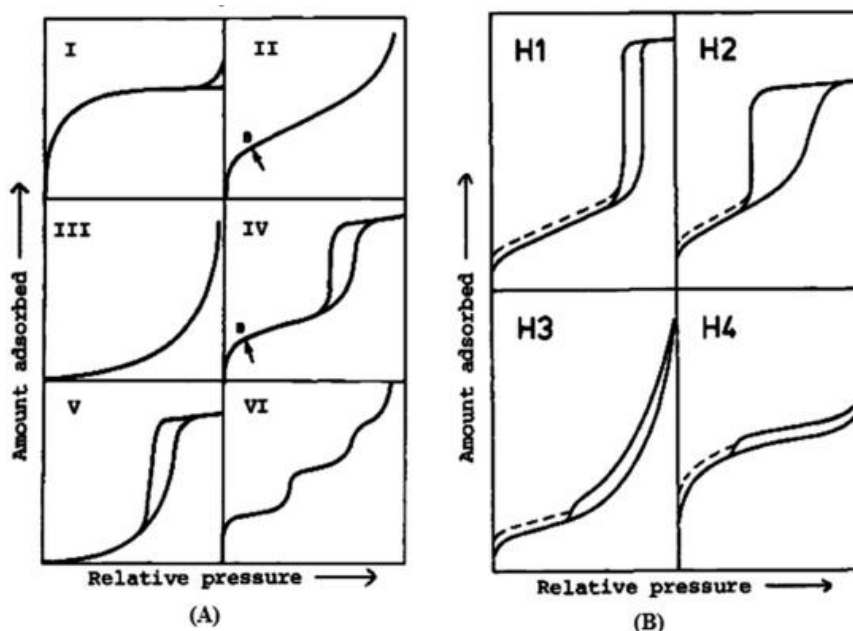 I
II
B
III
IV
B
V
VI
Amount adsorbed
Relative pressure
(A)
H1
H2
H3
H4
Amount adsorbed
Relative pressure
(B)